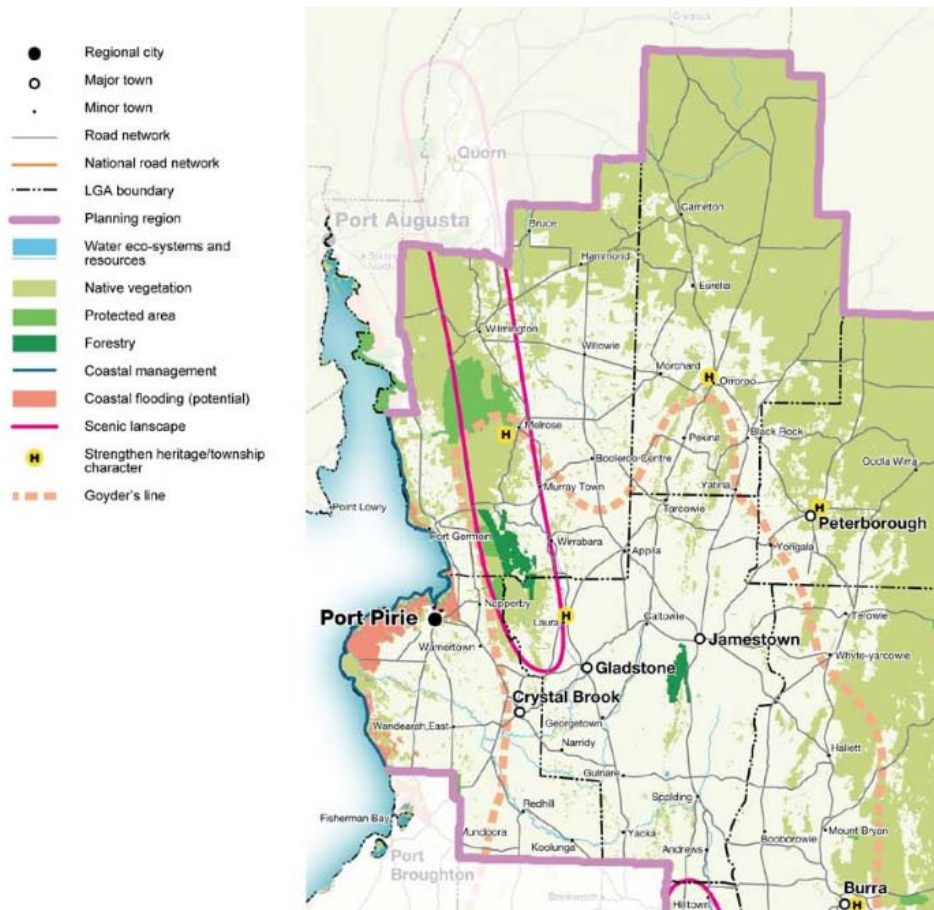 Regional city
Major town
Minor town
Road network
National road network
LGA boundary
Planning region
Water eco-systems and
resources
Native vegetation
Protected area
Forestry
Coastal management
Coastal flooding (potential)
Scenic lanscape
H
Strengthen heritage/township
character
Goyder's line
Quorn
Port Augusta
Bruce
Carrieton
Hammond
Eurelia
Wilmington
Willowie
Morchard
H
Orroroo
Melrose
H
Pekina
Black Rock
Booleroo Centre
Oodla Wirra
Murray Town
Yatina
Point Lowly
Tarcowie
H
Peterborough
Port Germein
Wirrabara
Appila
Yongala
Napperby
Port Pirie
Laura
H
Caltowie
Terowie
Jamestown
Warnertown
Whyte-yarcowie
Gladstone
Crystal Brook
Wandearah East
Georgetown
Narridy
Hallett
Gulnare
Redhill
Spalding
Fisherman Bay
Mundoora
Yacka
Booborowie
Mount Bryan
Koolunga
Andrews
Port
Broughton
Brinkworth
Hilltown
Burra
H